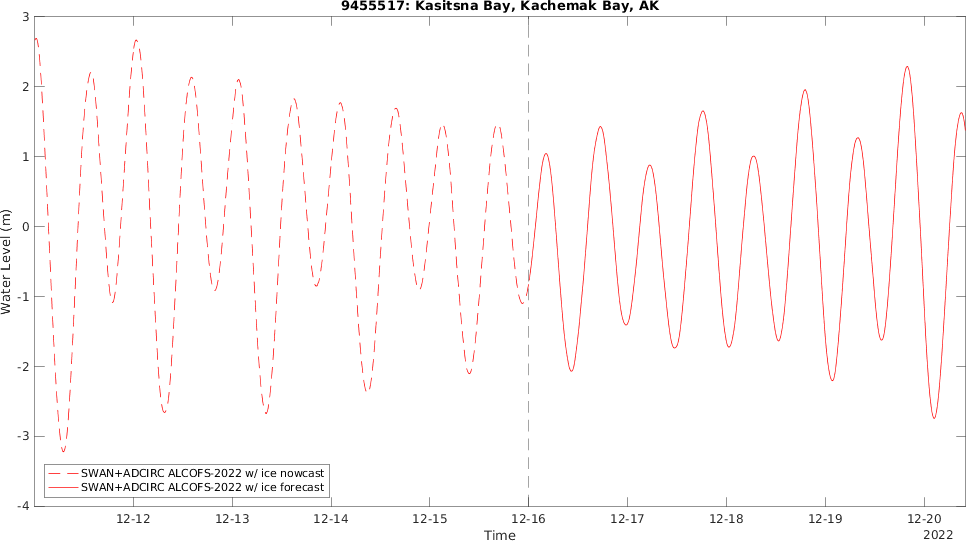 9455517: Kasitsna Bay, Kachemak Bay, AK
3
2
1
0
-1
-2
-3
-4
Water Level (m)
SWAN+ADCIRC ALCOFS-2022 w/ ice nowcast
SWAN+ADCIRC ALCOFS-2022 w/ ice forecast
12-12 12-13 12-14 12-15 12-16 12-17 12-18 12-19 12-20
Time
2022